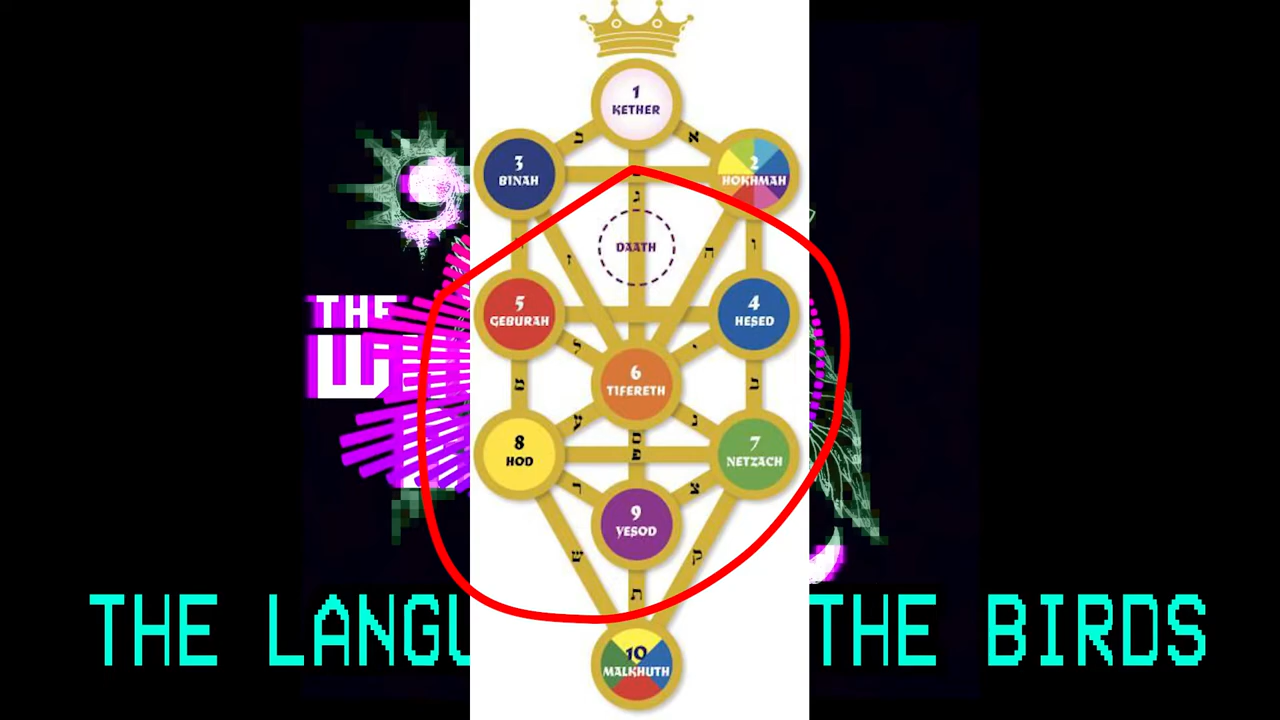 1
KETHER
ב
א
3
BINAH
2
HOKHMAH
ג
DAATH
ו
ז
ה
5
GEBURAH
4
HESED
THE
W
ל
י
6
TIFERETH
מ
8
HOD
ע
ס
פ
7
NETZACH
ר
צ
9
YESOD
ש
ק
ת
THE LANGU THE BIRDS
10
MALKHUTH